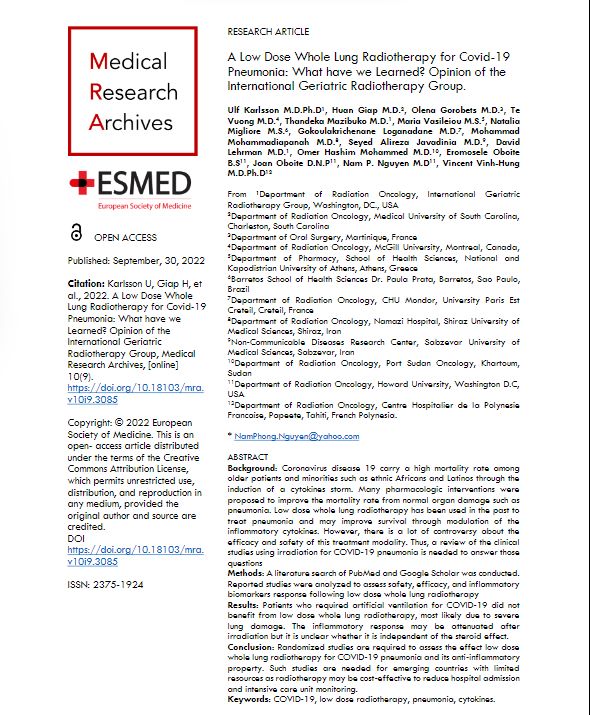 Medical
Research
Archives
ESMED
European Society of Medicine
OPEN ACCESS
Published: September, 30, 2022
Citation: Karlsson U, Giap H, et
al., 2022. A Low Dose Whole
Lung Radiotherapy for Covid-19
Pneumonia: What have we
Learned? Opinion of the
International Geriatric
Radiotherapy Group, Medical
Research Archives, [online]
10(9).
https://doi.org/10.18103/mra.
v10i9.3085
Copyright: © 2022 European
Society of Medicine. This is an
open- access article distributed
under the terms of the Creative
Commons Attribution License,
which permits unrestricted use,
distribution, and reproduction in
any medium, provided the
original author and source are
credited.
DOI
https://doi.org/10.18103/mra.
v10i9.3085
ISSN: 2375-1924
RESEARCH ARTICLE
A Low Dose Whole Lung Radiotherapy for Covid-19
Pneumonia: What have we Learned? Opinion of the
International Geriatric Radiotherapy Group.
Ulf Karlsson M.D.Ph.D¹, Huan Giap M.D.², Olena Gorobets M.D.³, Te
Vuong M.D.⁴, Thandeka Mazibuko M.D.¹, Maria Vasileiou M.S.⁵, Natalia
Migliore M.S.⁶, Gokoulakrichenane Loganadane M.D.⁷, Mohammad
Mohammadianpanah M.D.⁸, Seyed Alireza Javadinia M.D.⁹, David
Lehrman M.D.¹, Omer Hashim Mohammed M.D.¹⁰, Eromosele Oboite
B.S¹¹, Joan Oboite D.N.P¹¹, Nam P. Nguyen M.D¹¹, Vincent Vinh-Hung
M.D.Ph.D¹²
From ¹Department of Radiation Oncology, International Geriatric
Radiotherapy Group, Washington, DC., USA
²Department of Radiation Oncology, Medical University of South Carolina,
Charleston, South Carolina
³Department of Oral Surgery, Martinique, France
⁴Department of Radiation Oncology, McGill University, Montreal, Canada,
⁵Department of Pharmacy, School of Health Sciences, National and
Kapodistrian University of Athens, Athens, Greece
⁶Barretos School of Health Sciences Dr. Paula Prata, Barretos, Sao Paulo,
Brazil
⁷Department of Radiation Oncology, CHU Mondor, University Paris Est
Creteil, Creteil, France
⁸Department of Radiation Oncology, Namazi Hospital, Shiraz University of
Medical Sciences, Shiraz, Iran
⁹Non-Communicable Diseases Research Center, Sabzevar University of
Medical Sciences, Sabzevar, Iran
¹⁰Department of Radiation Oncology, Port Sudan Oncology, Khartoum,
Sudan
¹¹Department of Radiation Oncology, Howard University, Washington D.C,
USA
¹²Department of Radiation Oncology, Centre Hospitalier de la Polynesie
Francaise, Papeete, Tahiti, French Polynesia.
* NamPhong.Nguyen@yahoo.com
ABSTRACT
Background: Coronavirus disease 19 carry a high mortality rate among
older patients and minorities such as ethnic Africans and Latinos through the
induction of a cytokines storm. Many pharmacologic interventions were
proposed to improve the mortality rate from normal organ damage such as
pneumonia. Low dose whole lung radiotherapy has been used in the past to
treat pneumonia and may improve survival through modulation of the
inflammatory cytokines. However, there is a lot of controversy about the
efficacy and safety of this treatment modality. Thus, a review of the clinical
studies using irradiation for COVID-19 pneumonia is needed to answer those
questions
Methods: A literature search of PubMed and Google Scholar was conducted.
Reported studies were analyzed to assess safety, efficacy, and inflammatory
biomarkers response following low dose whole lung radiotherapy
Results: Patients who required artificial ventilation for COVID-19 did not
benefit from low dose whole lung radiotherapy, most likely due to severe
lung damage. The inflammatory response may be attenuated after
irradiation but it is unclear whether it is independent of the steroid effect.
Conclusion: Randomized studies are required to assess the effect low dose
whole lung radiotherapy for COVID-19 pneumonia and its anti-inflammatory
property. Such studies are needed for emerging countries with limited
resources as radiotherapy may be cost-effective to reduce hospital admission
and intensive care unit monitoring.
Keywords: COVID-19, low dose radiotherapy, pneumonia, cytokines.